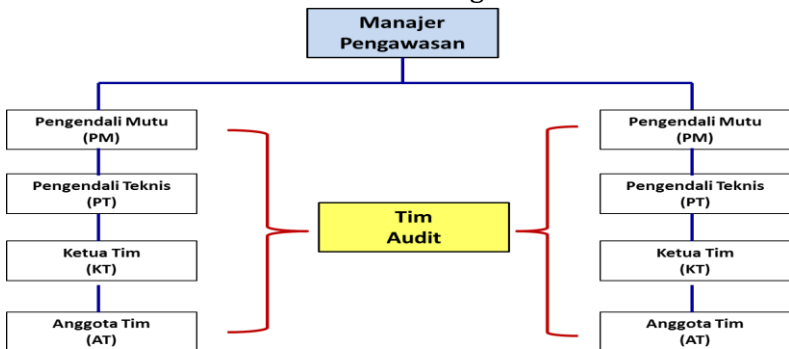 Manajer
Pengawasan
Pengendali Mutu
(PM)
Pengendali Mutu
(PM)
Pengendali Teknis
(PT)
Pengendali Teknis
(PT)
Tim
Audit
Ketua Tim
(KT)
Ketua Tim
(KT)
Anggota Tim
(AT)
Anggota Tim
(AT)